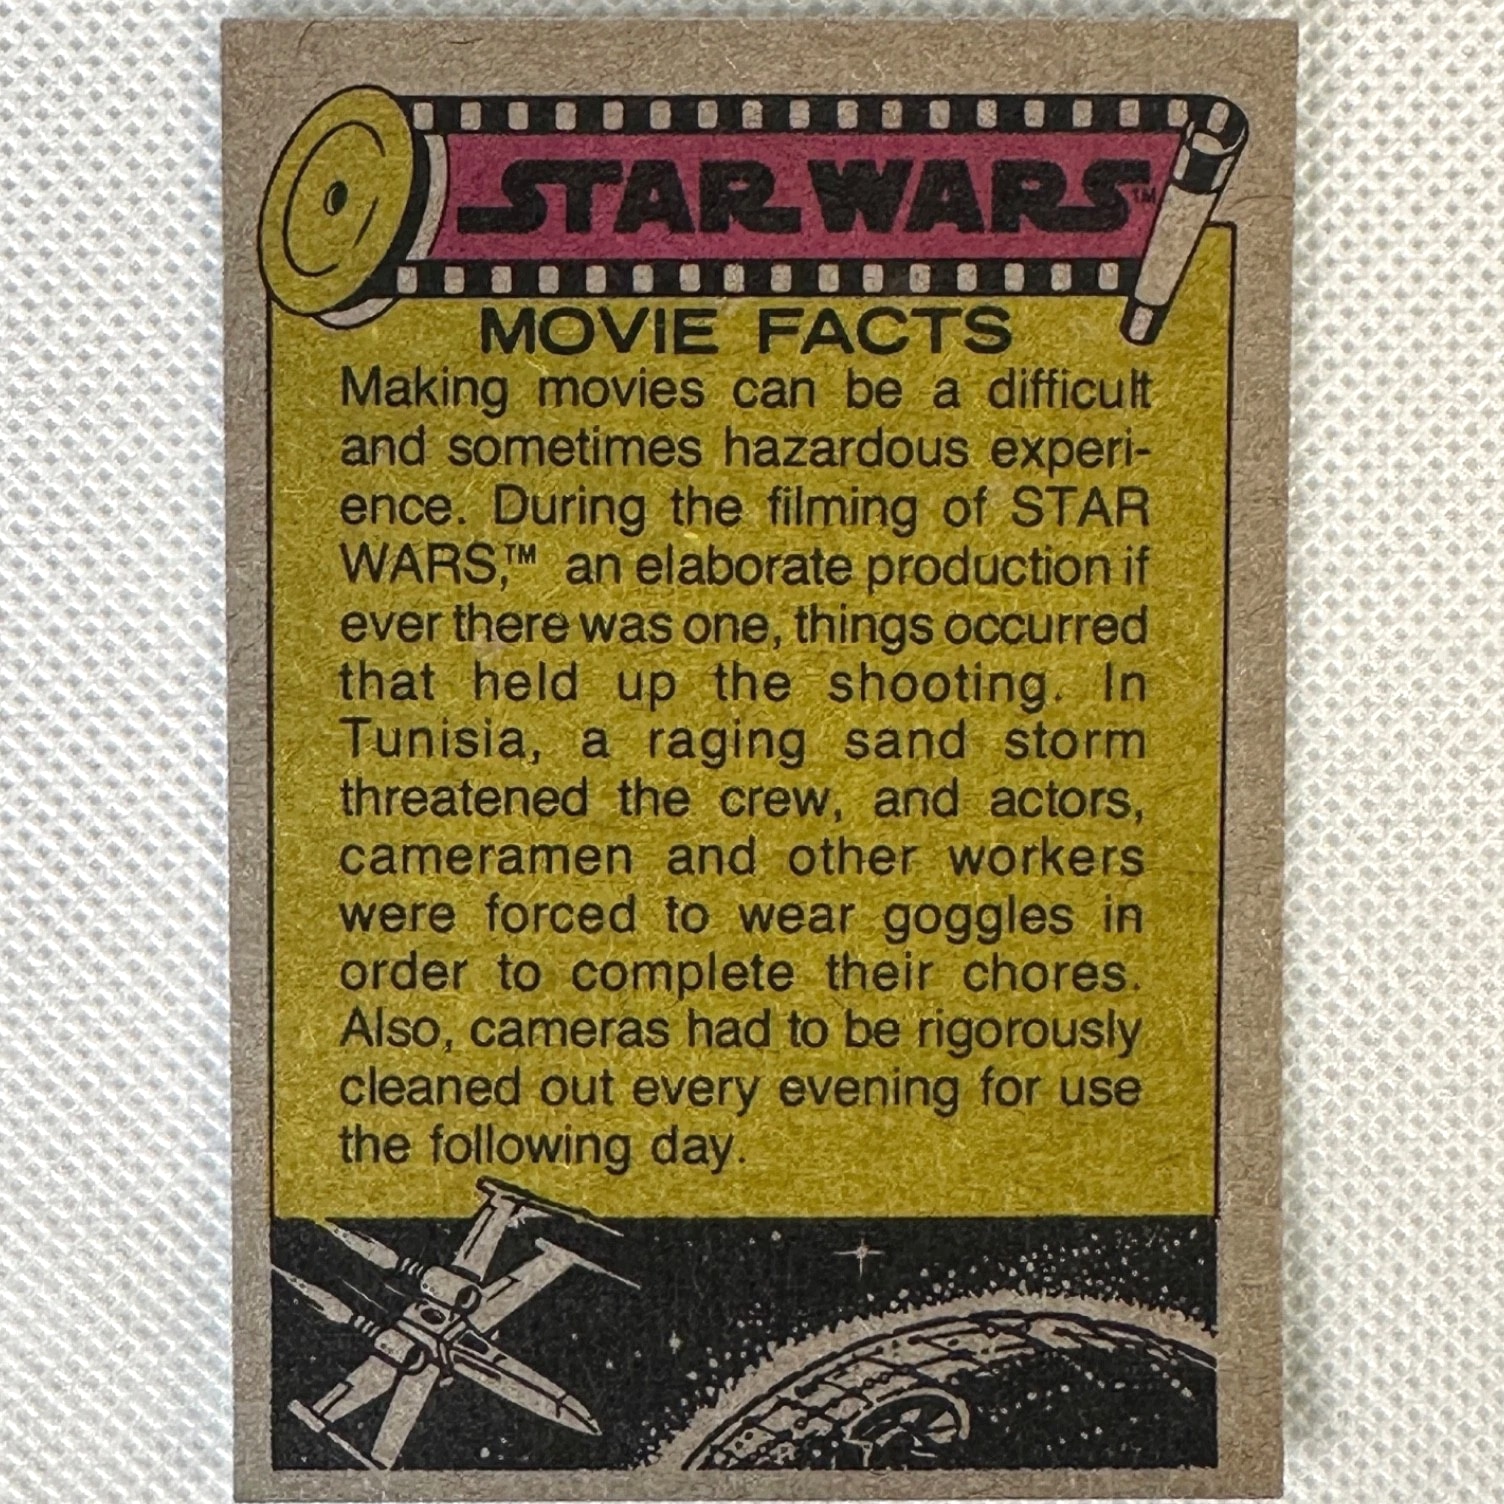 STAR WARS™
MOVIE FACTS
Making movies can be a difficult
and sometimes hazardous experi-
ence. During the filming of STAR
WARS,™ an elaborate production if
ever there was one, things occurred
that held up the shooting. In
Tunisia, a raging sand storm
threatened the crew, and actors,
cameramen and other workers
were forced to wear goggles in
order to complete their chores.
Also, cameras had to be rigorously
cleaned out every evening for use
the following day.